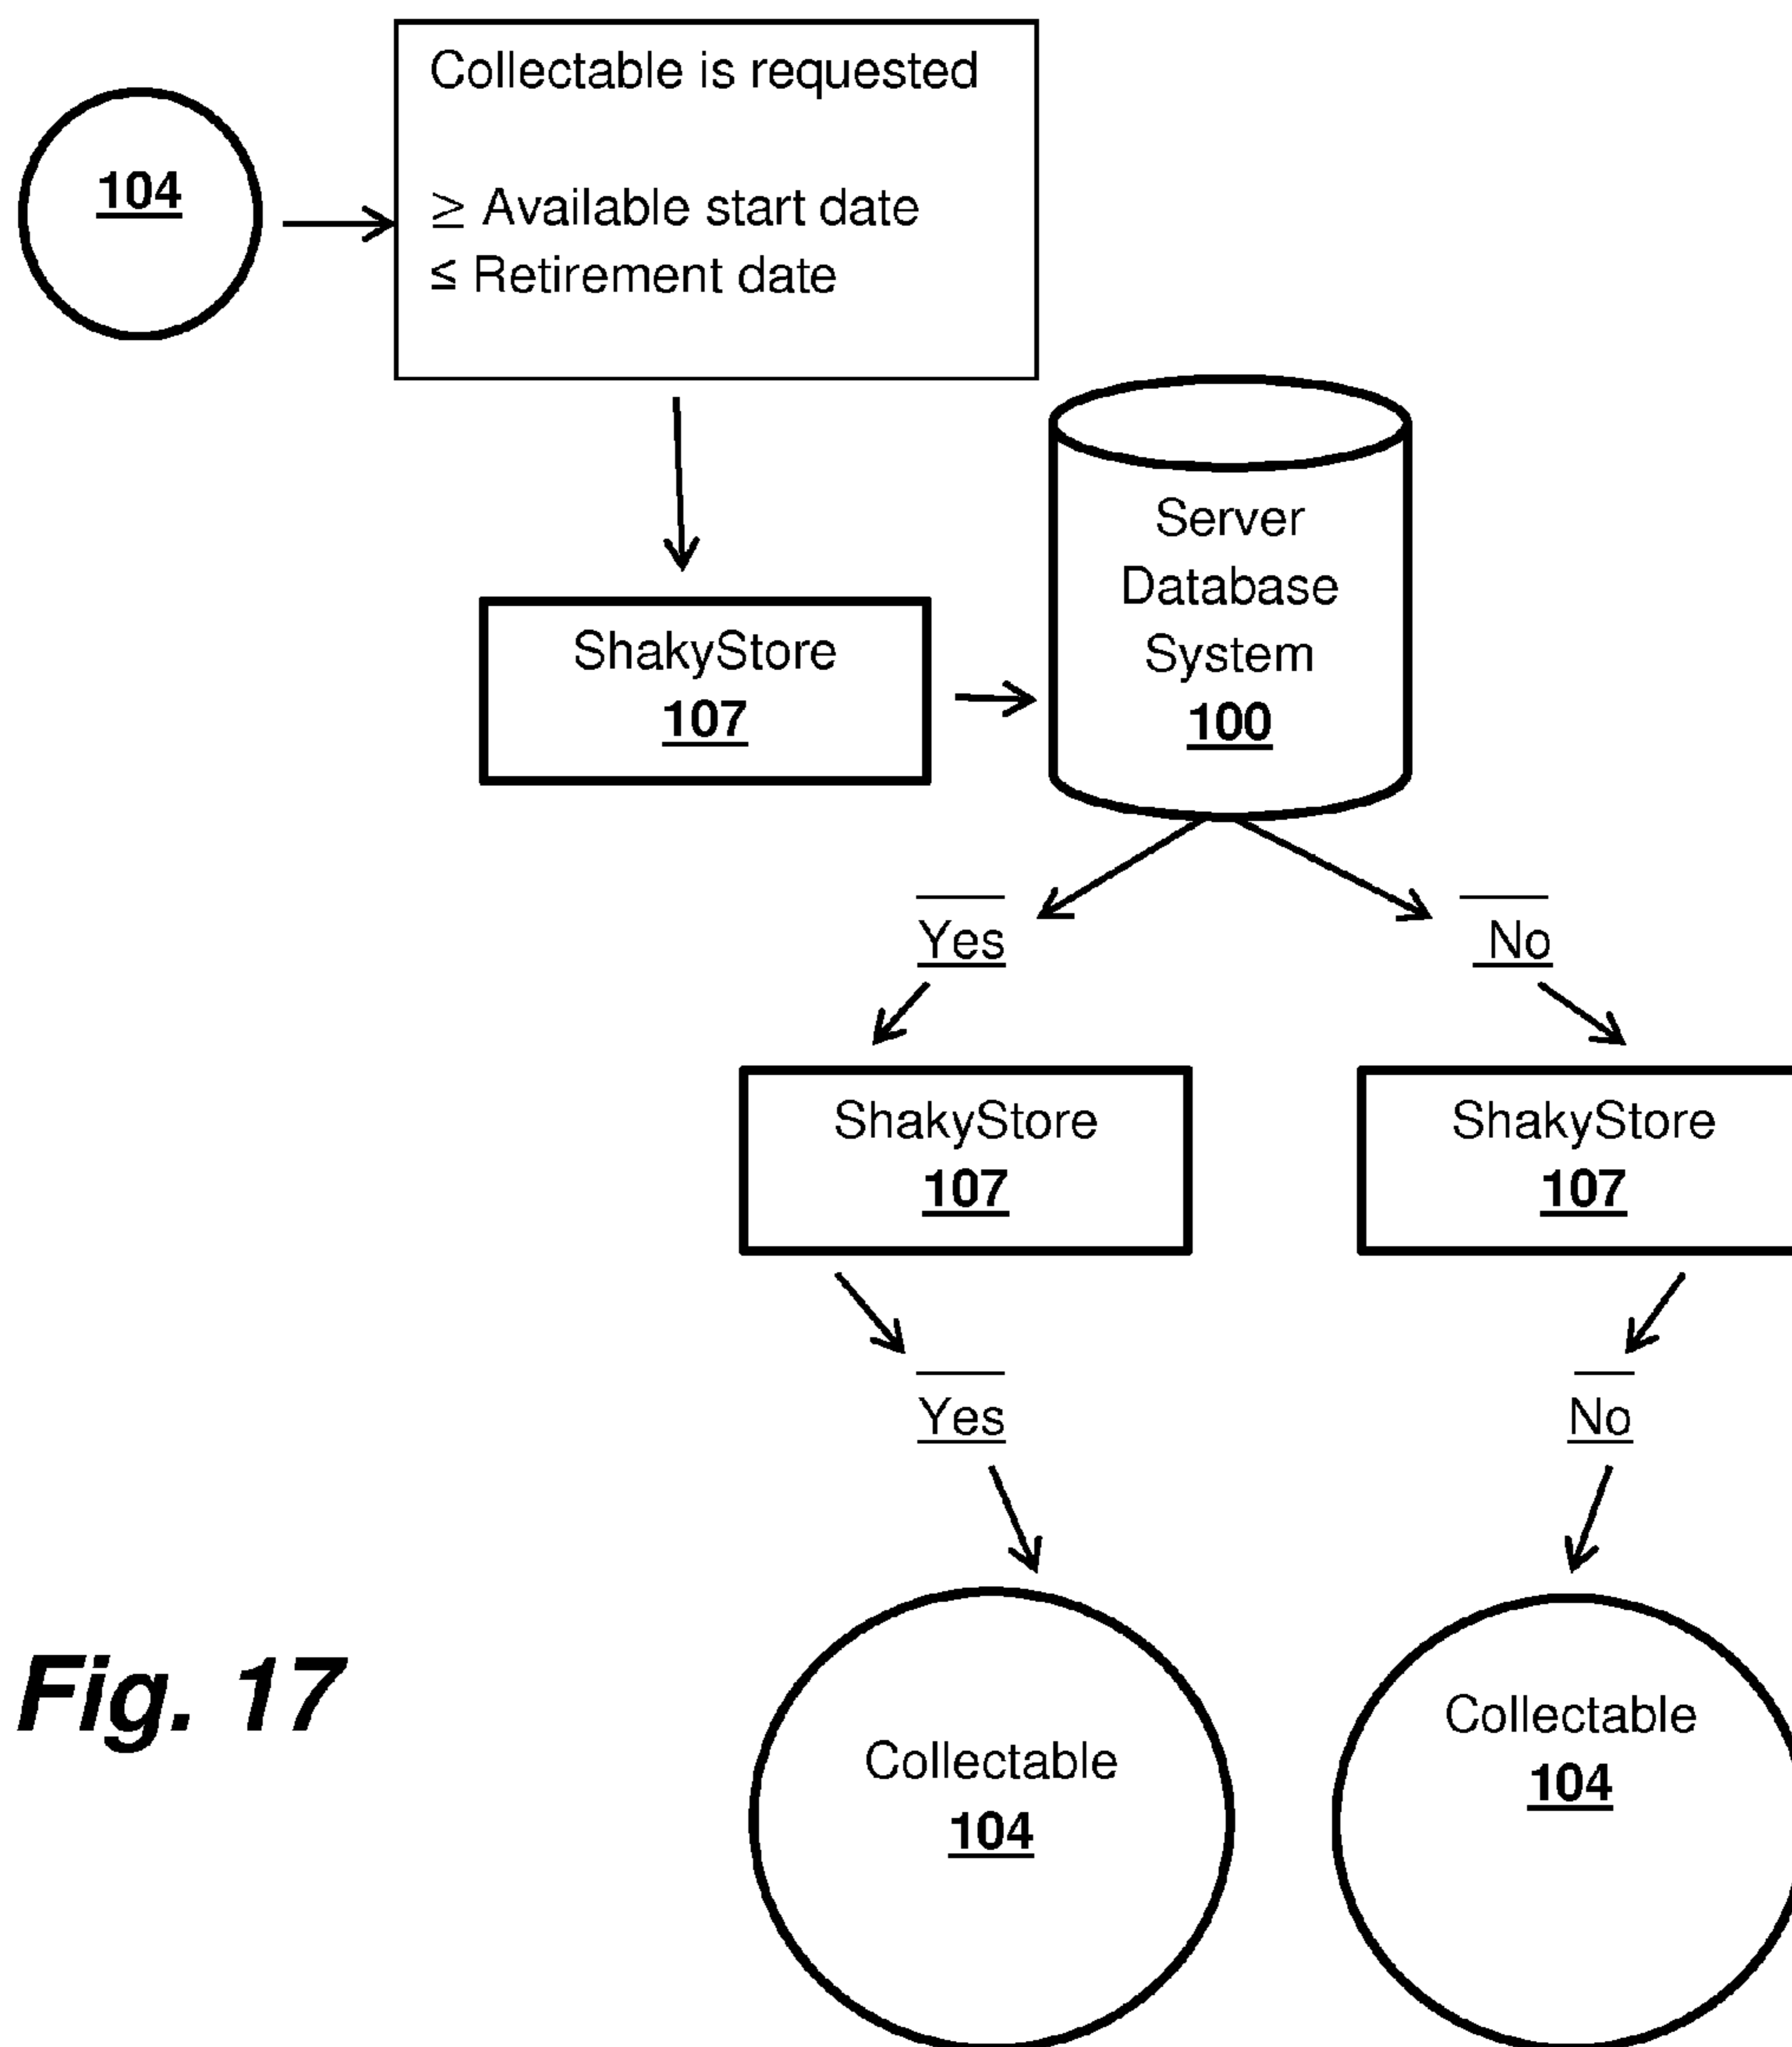 104
Collectable is requested
≥ Available start date
≤ Retirement date
ShakyStore
107
Server
Database
System
100
Yes
No
ShakyStore
107
ShakyStore
107
Yes
No
Collectable
104
Collectable
104
Fig. 17